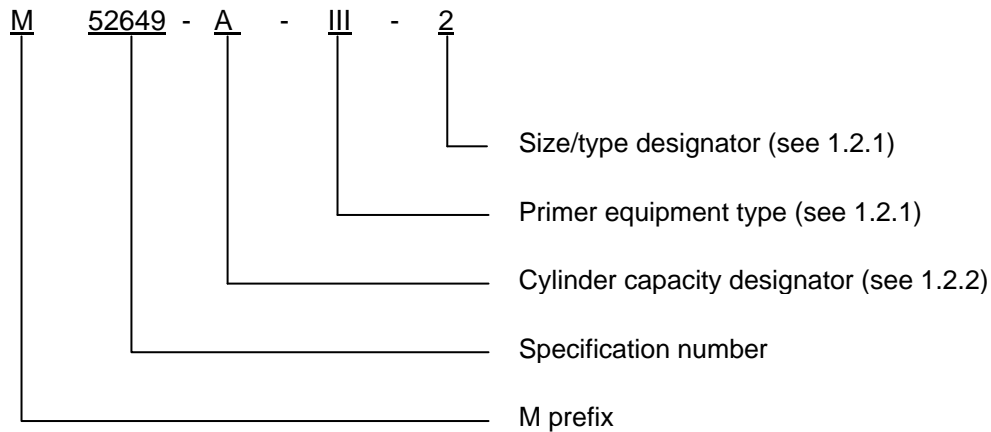 M 52649 - A - III - 2
Size/type designator (see 1.2.1)
Primer equipment type (see 1.2.1)
Cylinder capacity designator (see 1.2.2)
Specification number
M prefix